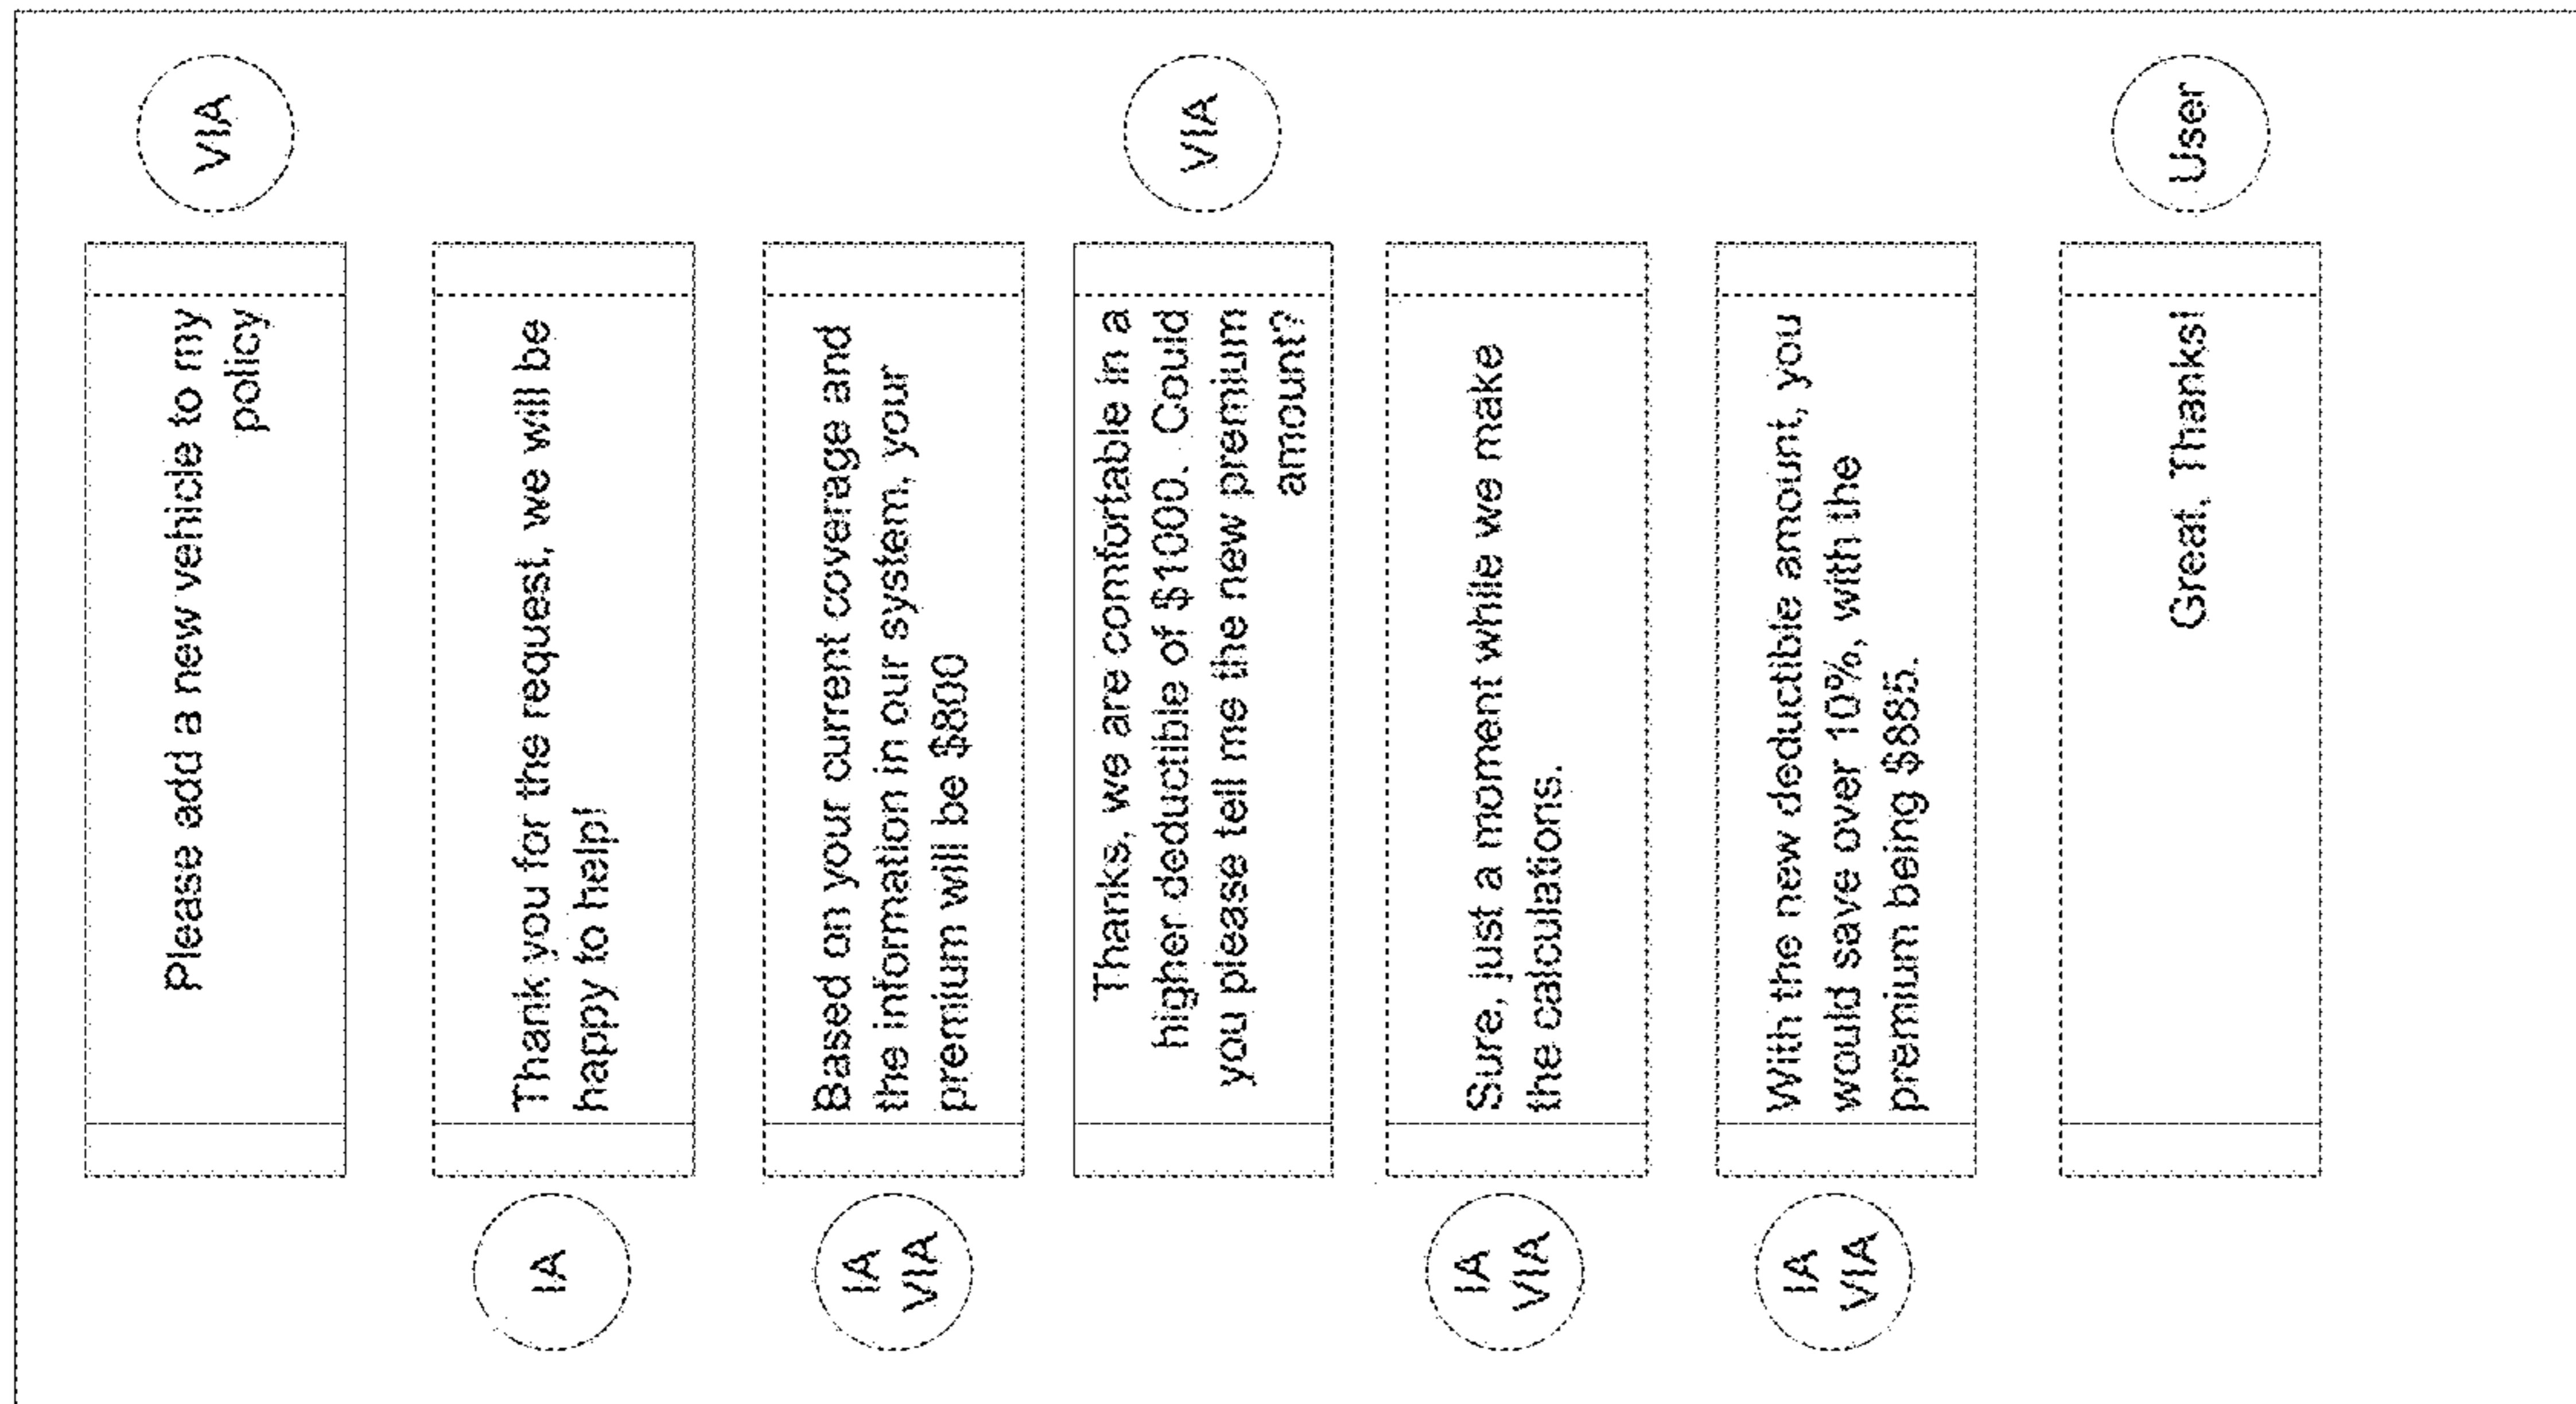 VIA
Please add a new vehicle to my
policy
IA
Thank you for the request, we will be
happy to help!
IA
VIA
Based on your current coverage and
the information in our system, your
premium will be $800
VIA
Thanks, we are comfortable in a
higher deductible of $1000. Could
you please tell me the new premium
amount?
IA
VIA
Sure, just a moment while we make
the calculations.
IA
VIA
With the new deductible amount, you
would save over 10%, with the
premium being $885.
User
Great, Thanks!